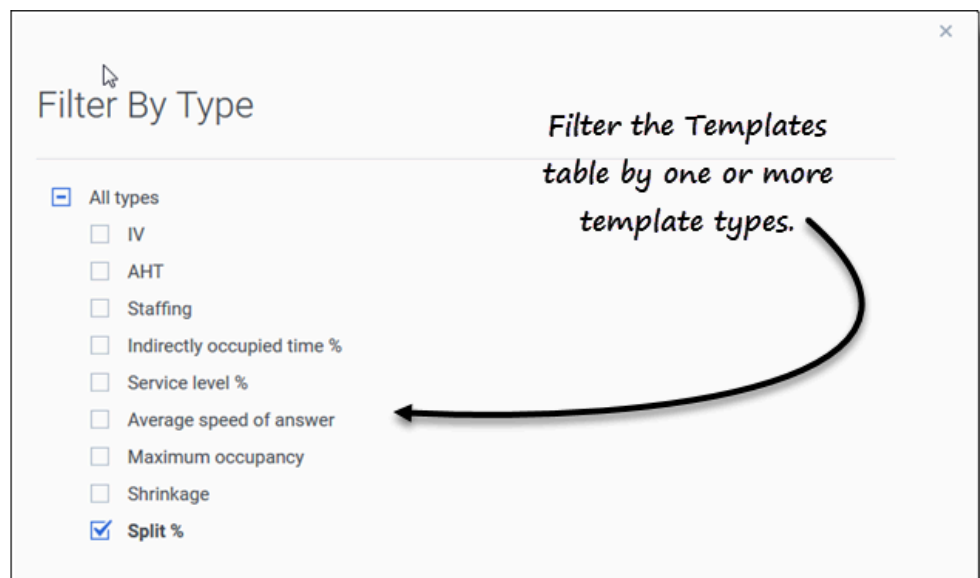 Filter By Type
Filter the Templates
table by one or more
template types.
All types
IV
AHT
Staffing
Indirectly occupied time %
Service level %
Average speed of answer
Maximum occupancy
Shrinkage
Split %